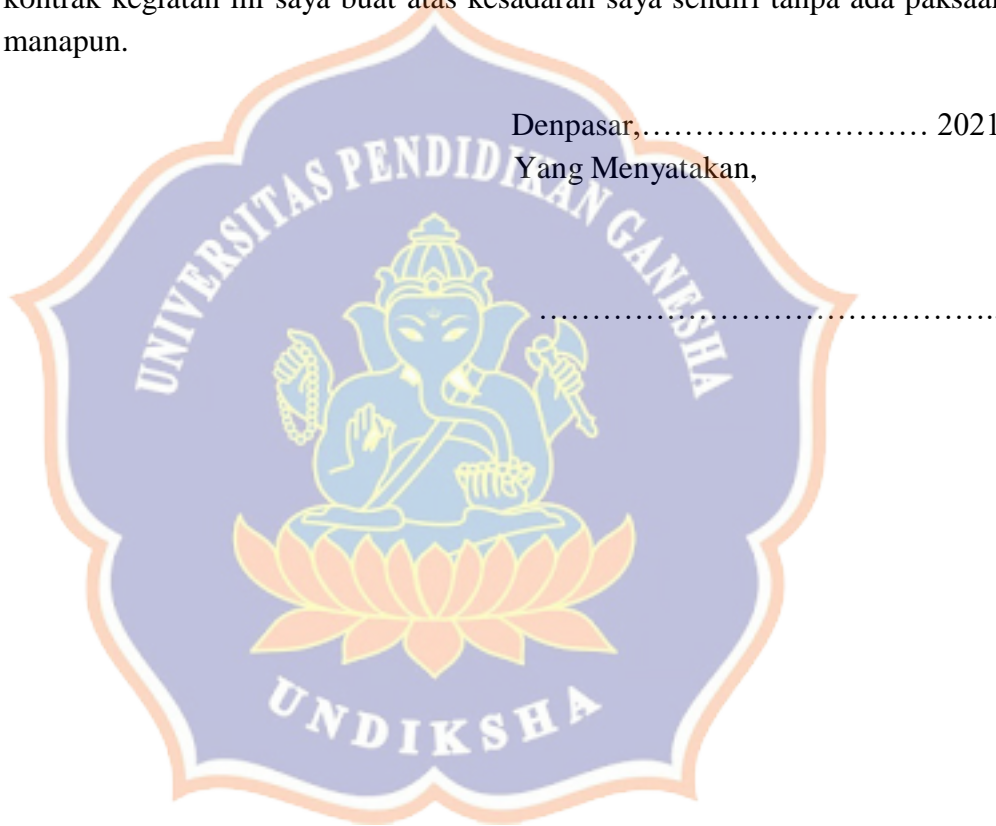 kontrak kegiatan ini saya buat atas kesadaran saya sendiri tanpa ada paksaan
manapun.
Denpasar,……………………… 2021
Yang Menyatakan,
……………………………………..
UNIVERSITAS PENDIDIKAN GANESHA
UNDIKSHA